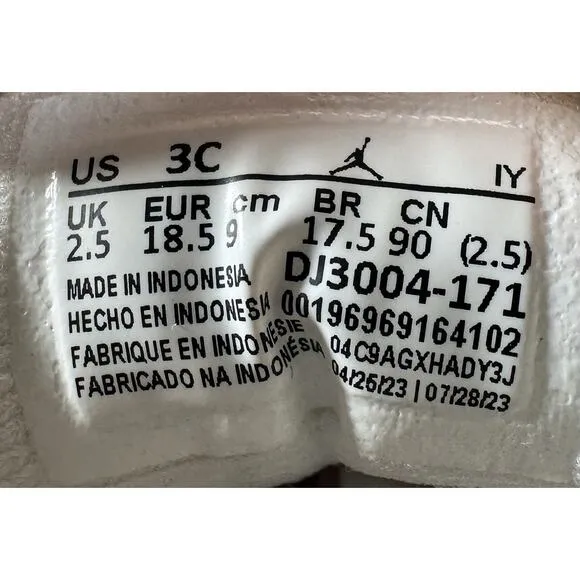 US 3C IY
UK EUR cm BR CN
2.5 18.5 9 17.5 90 (2.5)
MADE IN INDONESIA
HECHO EN INDONESIA
FABRIQUE EN INDONESIE
FABRICADO NA INDONESIA
DJ3004-171
00196969164102
04C9AGXHADY3J
04/25/23 | 07/28/23